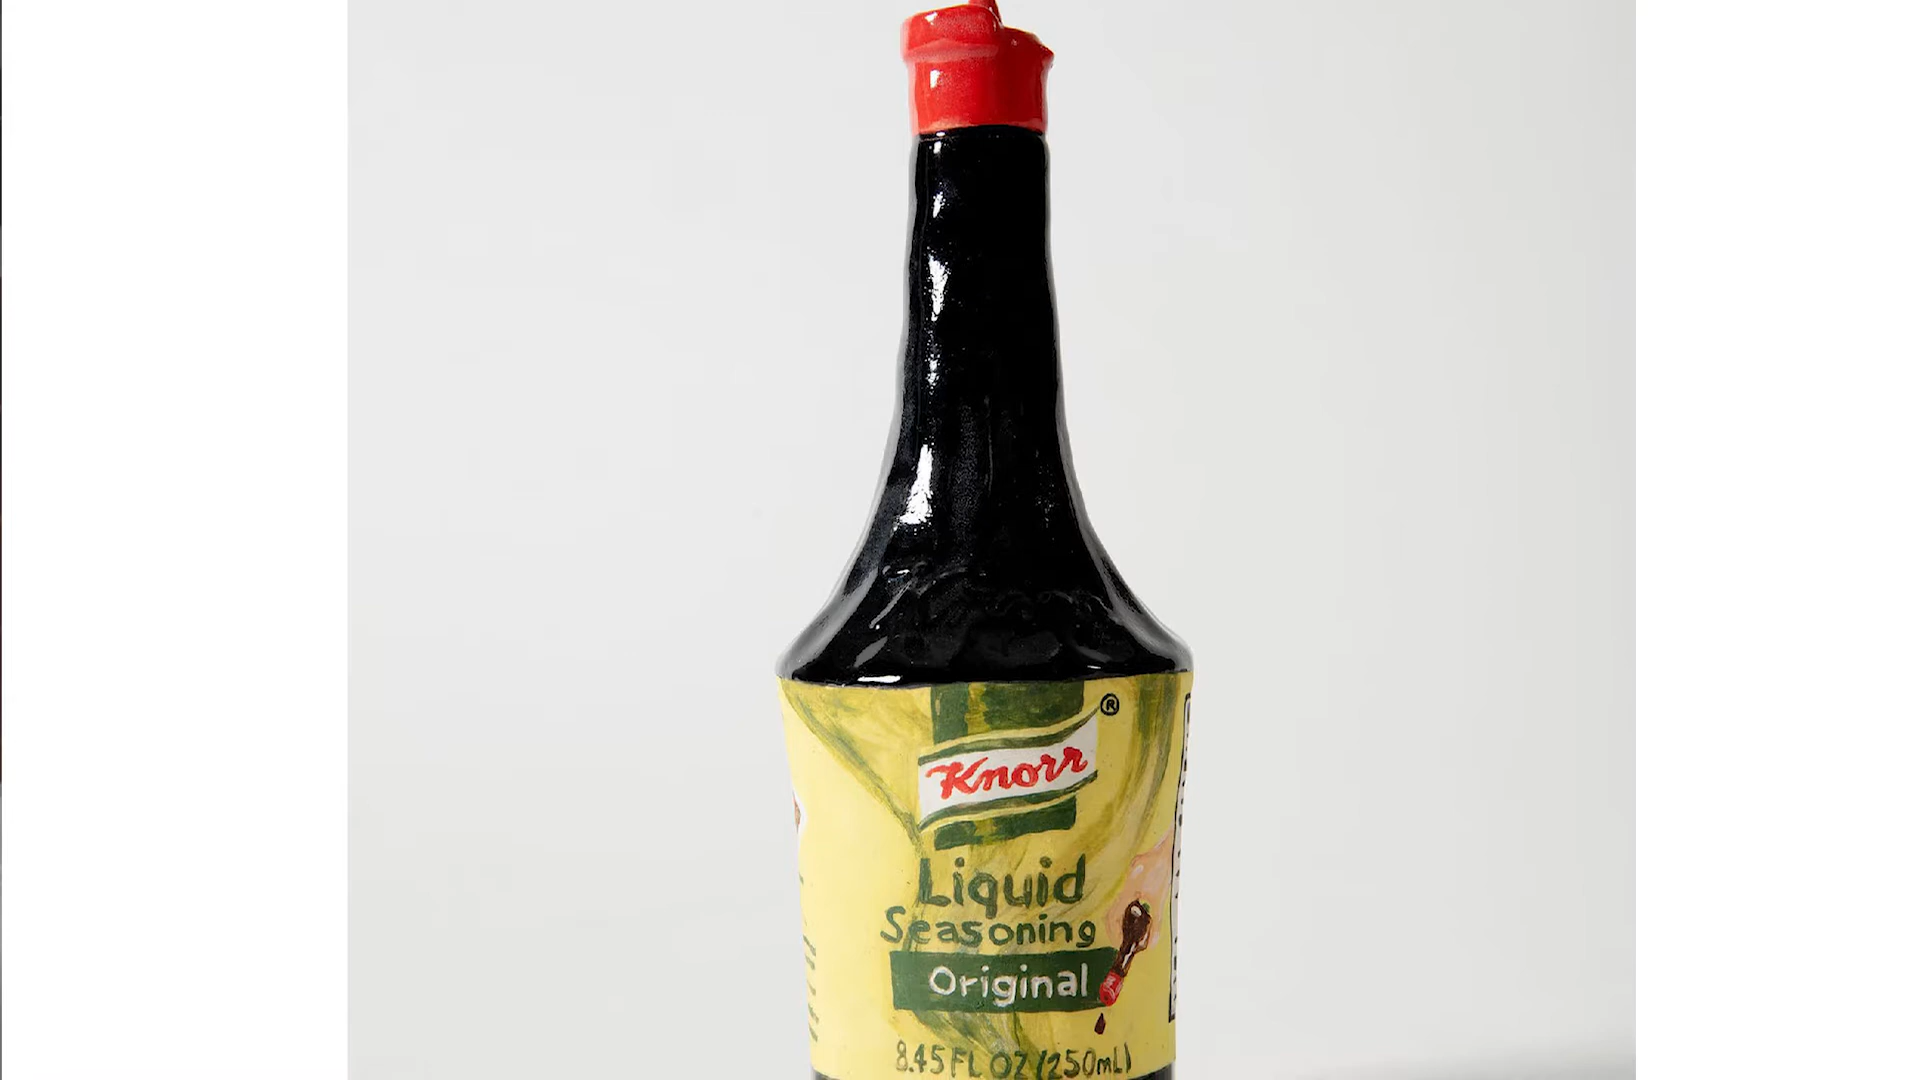 ®
Knorr
Liquid
Seasoning
Original
8.45 FL OZ (250mL)